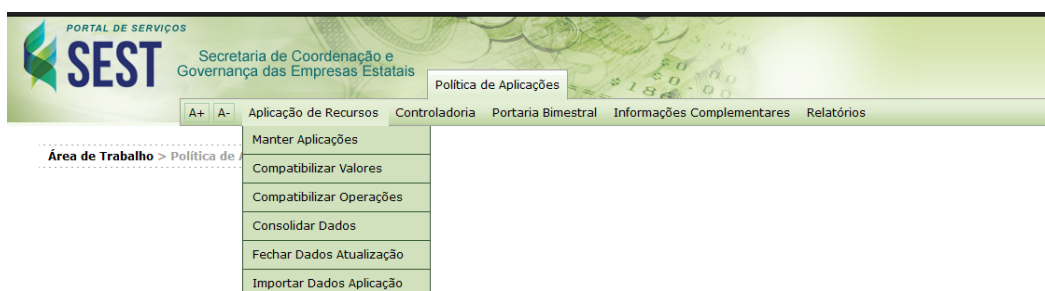 PORTAL DE SERVIÇOS
SEST
Secretaria de Coordenação e
Governança das Empresas Estatais
Política de Aplicações
A+ A- Aplicação de Recursos Controladoria Portaria Bimestral Informações Complementares Relatórios
Manter Aplicações
Área de Trabalho > Política de
Compatibilizar Valores
Compatibilizar Operações
Consolidar Dados
Fechar Dados Atualização
Importar Dados Aplicação